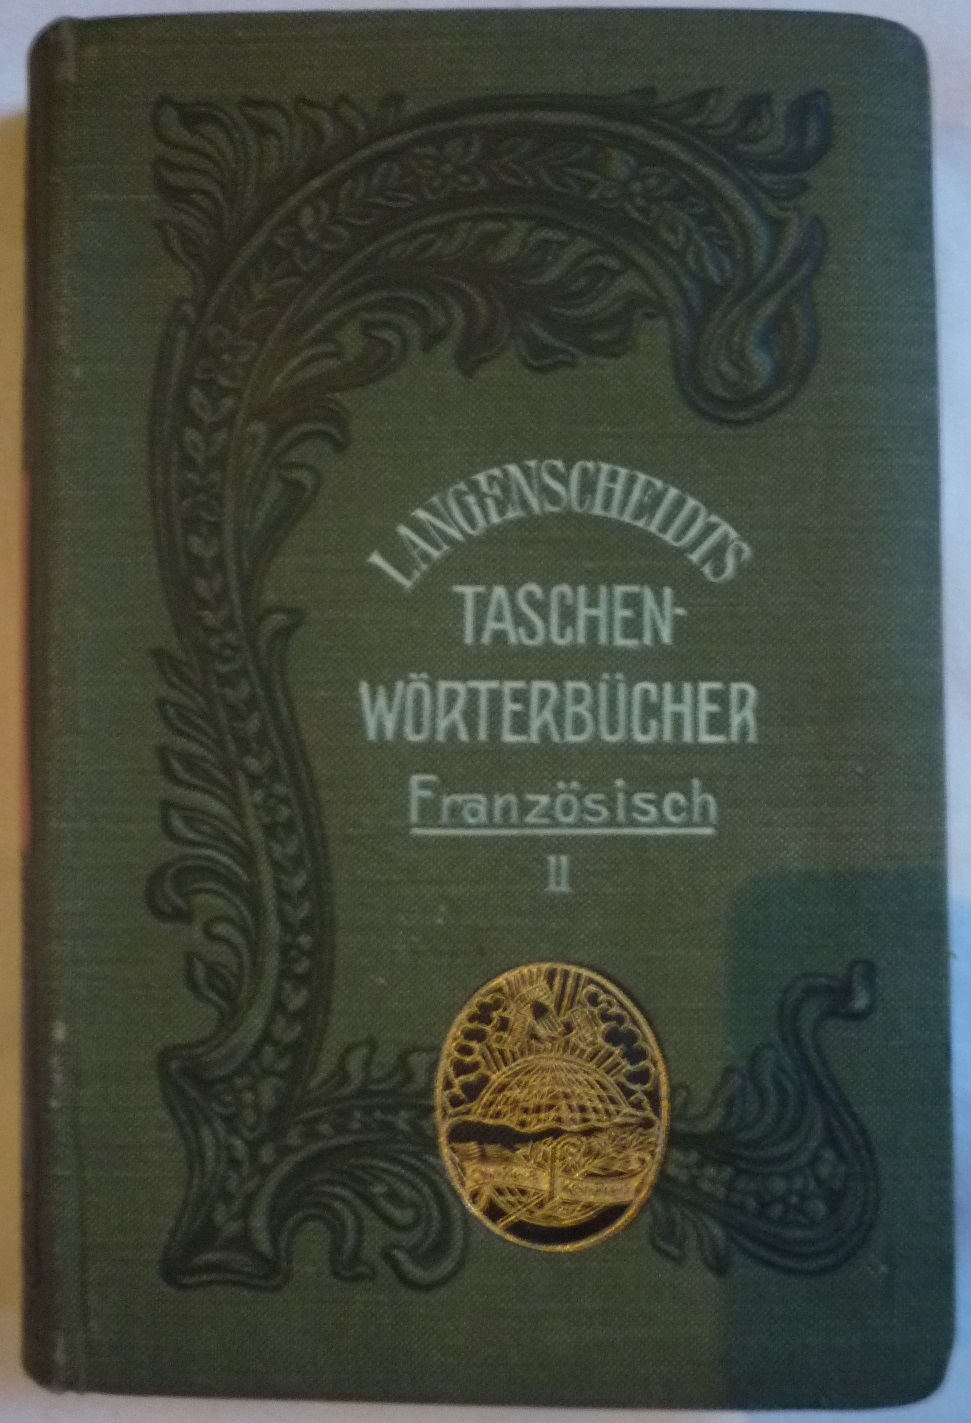 LANGENSCHEIDTS
TASCHEN-
WÖRTERBÜCHER
Französisch
II